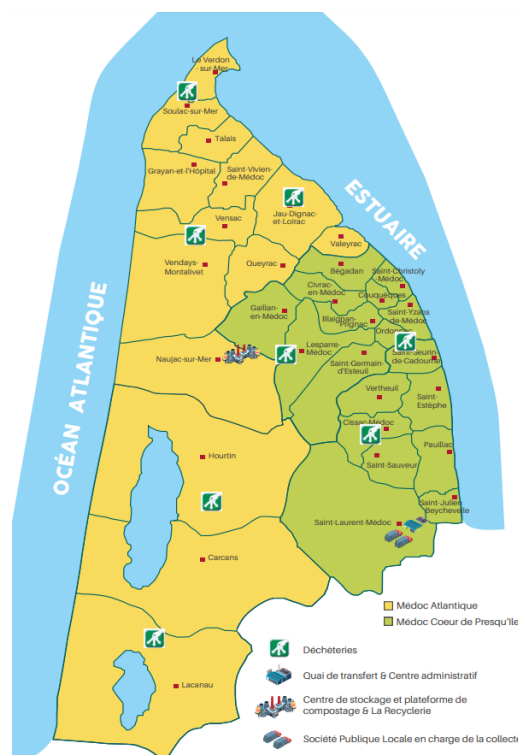 Le Verdon
-sur-Mer
Soulac-sur-Mer
Talais
Grayan-et-l'Hôpital
Saint-Vivien-
de-Médoc
ESTUAIRE
Jau-Dignac-
et-Loirac
Vensac
Valeyrac
Vendays-
Montalivet
Queyrac
Bégadan
Saint-Christoly
Médoc
Civrac-
en-Médoc
Couquèques
Gaillan-
en-Médoc
Saint-Yzans
de-Médoc
Blaignan-
Prignac
Ordonnac
OCÉAN ATLANTIQUE
Naujac-sur-Mer
Lesparre-
Médoc
Saint-Germain-
d'Esteuil
Saint-Seurin-
de-Cadourne
Vertheuil
Saint-
Estèphe
Cissac-Médoc
Hourtin
Saint-Sauveur
Pauillac
Saint-Julien
Beychevelle
Saint-Laurent-Médoc
Carcans
Lacanau
Médoc Atlantique
Médoc Coeur de Presqu'île
Déchèteries
Quai de transfert & Centre administratif
Centre de stockage et plateforme de
compostage & La Recyclerie
Société Publique Locale en charge de la collecte